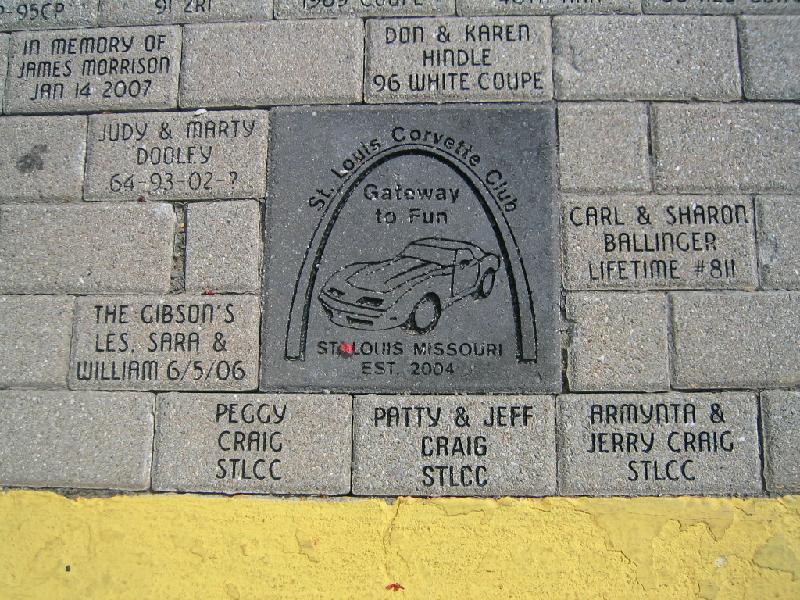 IN MEMORY OF
JAMES MORRISON
JAN 14 2007
DON & KAREN
HINDLE
96 WHITE COUPE
JUDY & MARTY
DOOLEY
64-93-02-?
St. Louis Corvette Club
Gateway
to Fun
ST. LOUIS MISSOURI
EST. 2004
CARL & SHARON
BALLINGER
LIFETIME #811
THE GIBSON'S
LES, SARA &
WILLIAM 6/5/06
PEGGY
CRAIG
STLCC
PATTY & JEFF
CRAIG
STLCC
ARMYNTA &
JERRY CRAIG
STLCC